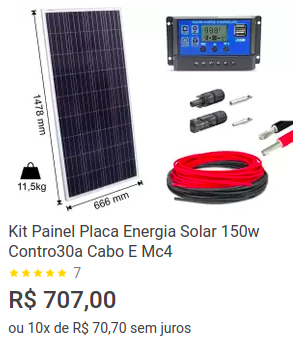 1478 mm
11,5kg
666 mm
Kit Painel Placa Energia Solar 150w
Contro30a Cabo E Mc4
7
R$ 707,00
ou 10x de R$ 70,70 sem juros